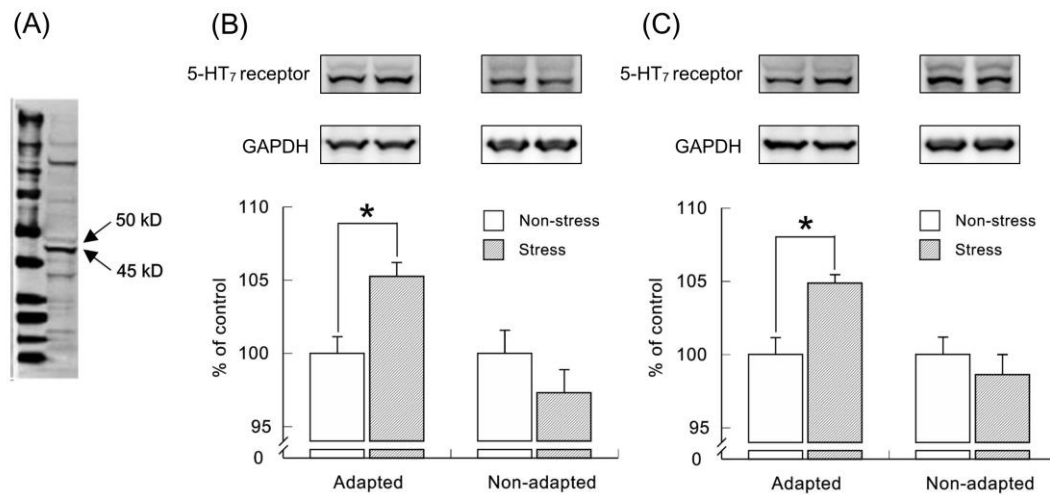 (A)
50 kD
45 kD
(B)
5-HT₇ receptor
GAPDH
% of control
110
105
100
95
0
*
Non-stress
Stress
Adapted
Non-adapted
(C)
5-HT₇ receptor
GAPDH
% of control
110
105
100
95
0
*
Non-stress
Stress
Adapted
Non-adapted